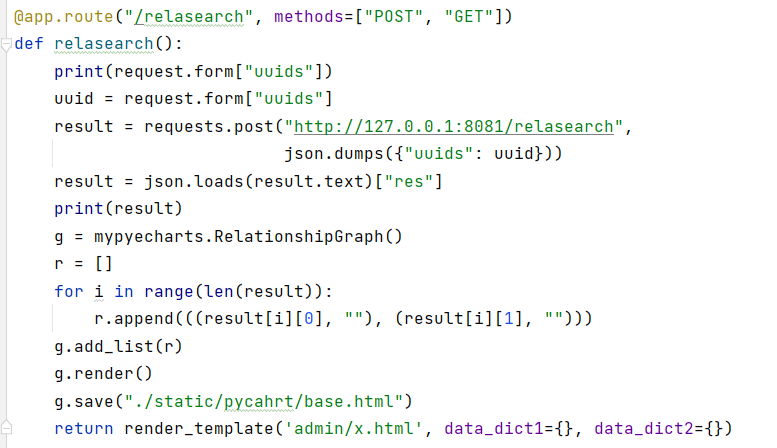 @app.route("/relasearch", methods=["POST", "GET"])
def relasearch():
    print(request.form["uuids"])
    uuid = request.form["uuids"]
    result = requests.post("http://127.0.0.1:8081/relasearch",
                           json.dumps({"uuids": uuid}))
    result = json.loads(result.text)["res"]
    print(result)
    g = mypyecharts.RelationshipGraph()
    r = []
    for i in range(len(result)):
        r.append(((result[i][0], ""), (result[i][1], "")))
    g.add_list(r)
    g.render()
    g.save("./static/pycahrt/base.html")
    return render_template('admin/x.html', data_dict1={}, data_dict2={})